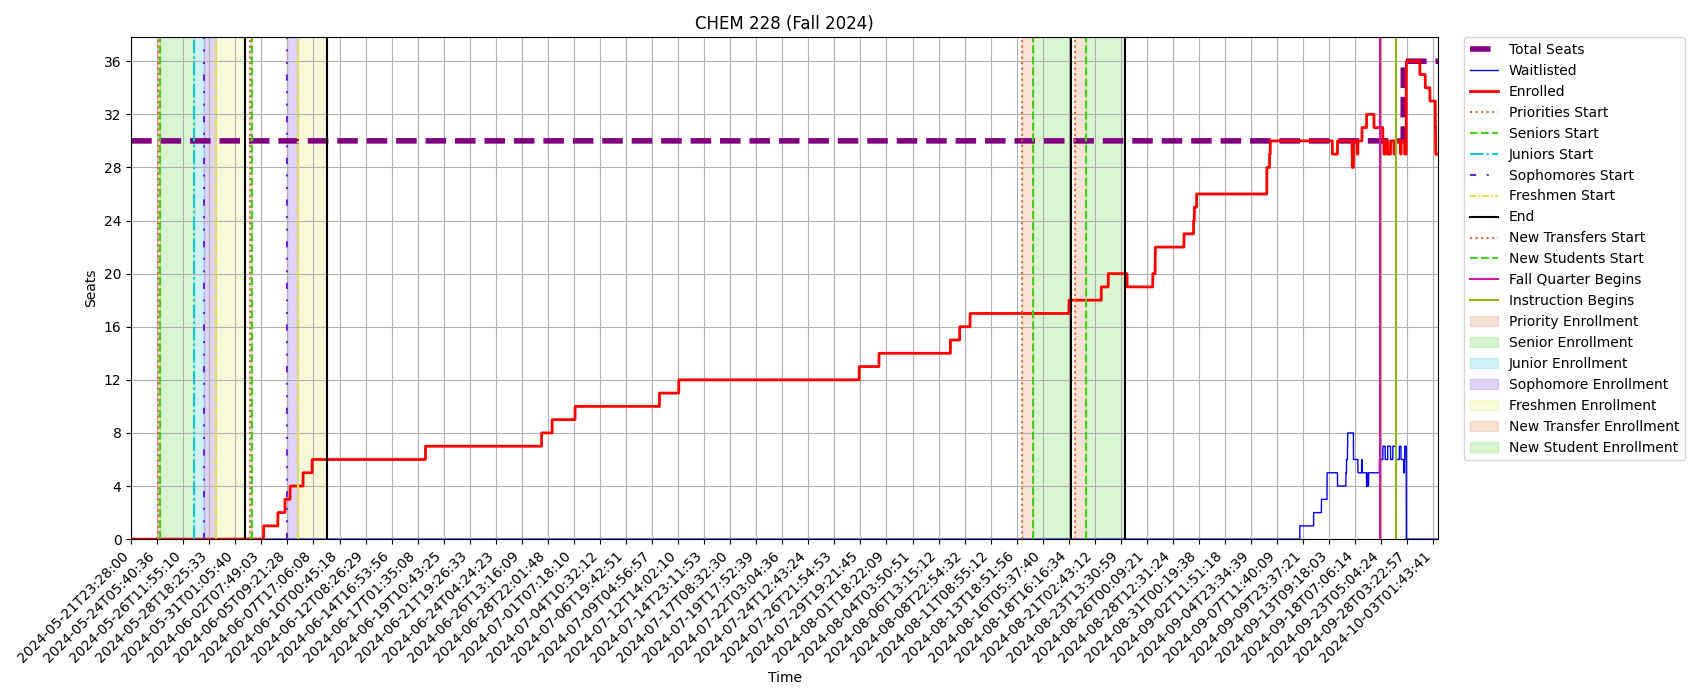 CHEM 228 (Fall 2024)
Seats
36
32
28
24
20
16
12
8
4
0
2024-05-21T23:28:00
2024-05-24T05:40:36
2024-05-26T11:55:10
2024-05-28T18:25:33
2024-05-31T01:05:40
2024-06-02T07:49:03
2024-06-05T09:21:28
2024-06-07T17:06:08
2024-06-10T00:45:18
2024-06-12T08:26:29
2024-06-14T16:53:56
2024-06-17T01:35:08
2024-06-19T10:43:25
2024-06-21T19:26:33
2024-06-24T04:24:23
2024-06-26T13:16:09
2024-06-28T22:01:48
2024-07-01T07:18:10
2024-07-04T10:32:12
2024-07-06T19:42:51
2024-07-09T04:56:57
2024-07-12T14:02:10
2024-07-14T23:11:53
2024-07-17T08:32:30
2024-07-19T17:52:39
2024-07-22T03:04:36
2024-07-24T12:43:24
2024-07-26T21:54:53
2024-07-29T19:21:45
2024-08-01T18:22:09
2024-08-04T03:50:51
2024-08-06T13:15:12
2024-08-08T22:54:32
2024-08-11T08:55:12
2024-08-13T18:51:56
2024-08-16T05:37:40
2024-08-18T16:16:34
2024-08-21T02:43:12
2024-08-23T13:30:59
2024-08-26T00:09:21
2024-08-28T12:31:24
2024-08-31T00:19:38
2024-09-02T11:51:18
2024-09-04T23:34:39
2024-09-07T11:40:09
2024-09-09T23:37:21
2024-09-13T09:18:03
2024-09-18T07:06:14
2024-09-23T05:04:24
2024-09-28T03:22:57
2024-10-03T01:43:41
Time
Total Seats
Waitlisted
Enrolled
Priorities Start
Seniors Start
Juniors Start
Sophomores Start
Freshmen Start
End
New Transfers Start
New Students Start
Fall Quarter Begins
Instruction Begins
Priority Enrollment
Senior Enrollment
Junior Enrollment
Sophomore Enrollment
Freshmen Enrollment
New Transfer Enrollment
New Student Enrollment